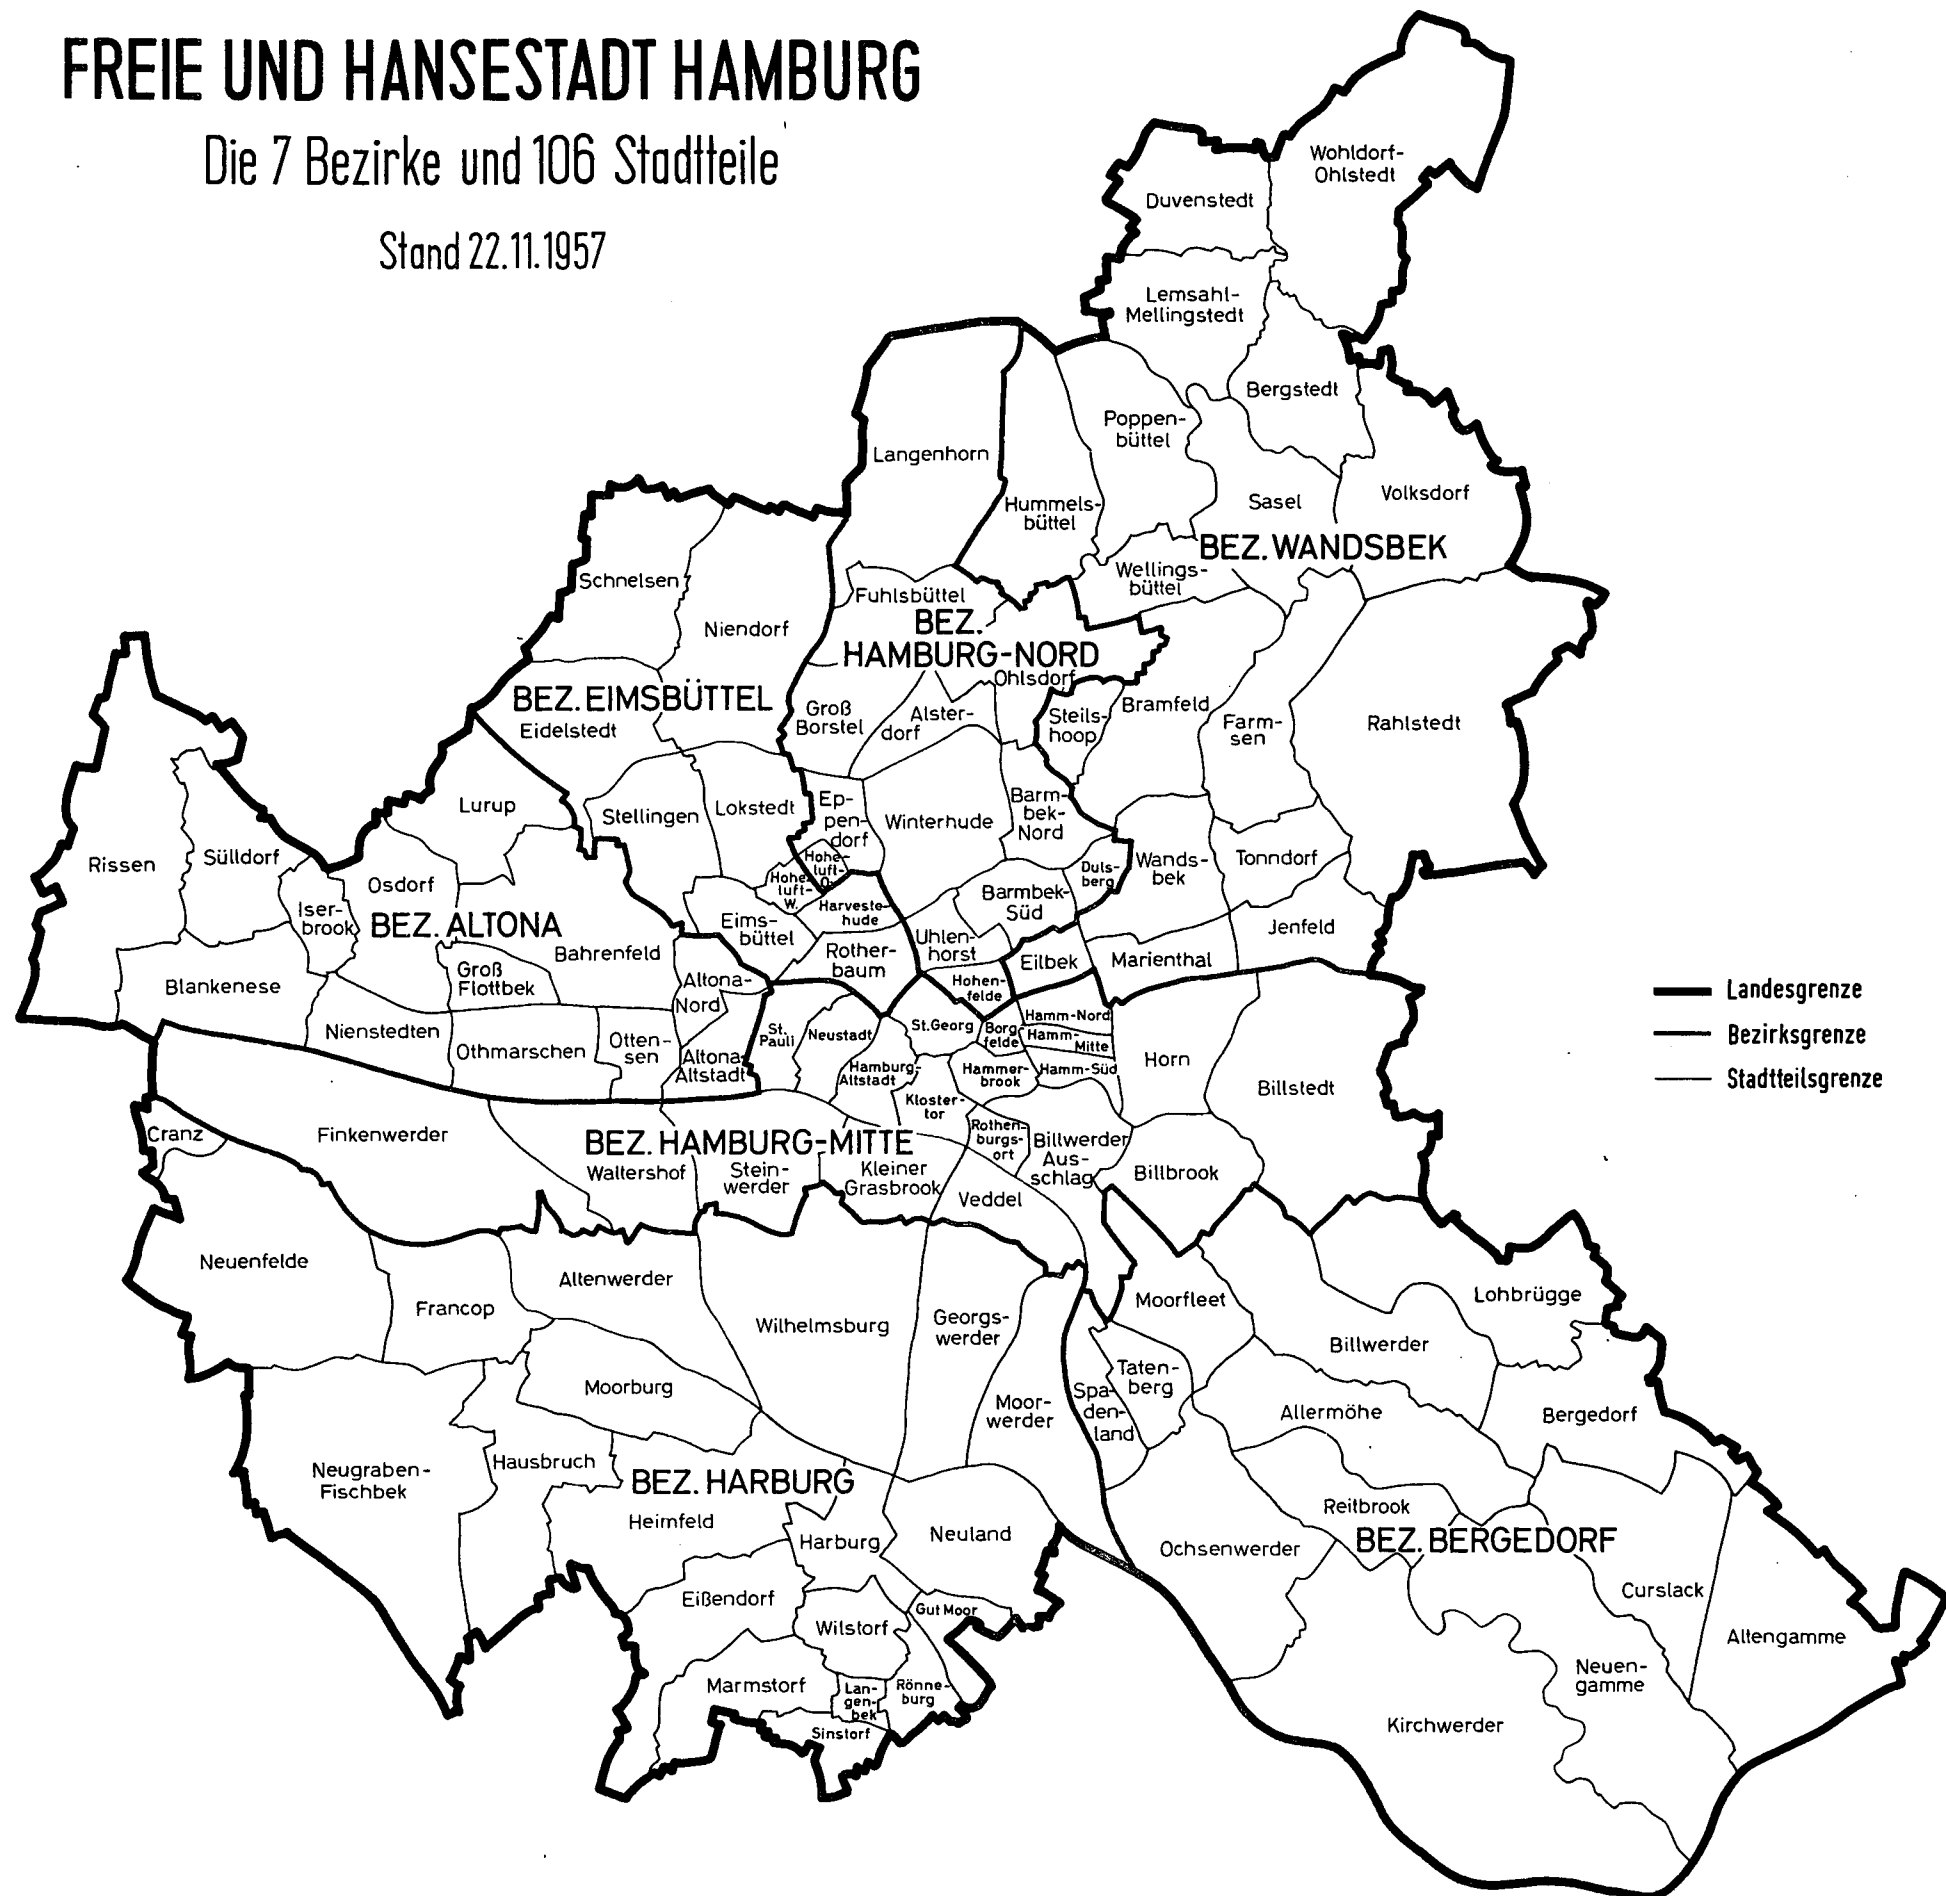 FREIE UND HANSESTADT HAMBURG
Die 7 Bezirke und 106 Stadtteile
Stand 22.11.1957
Wohldorf-
Ohlstedt
Duvenstedt
Lemsahl-
Mellingstedt
Bergstedt
Poppen-
büttel
Langenhorn
Hummels-
büttel
Sasel
Volksdorf
BEZ. WANDSBEK
Wellings-
büttel
Schnelsen
Fuhlsbüttel
Niendorf
BEZ.
HAMBURG-NORD
Ohlsdorf
BEZ. EIMSBÜTTEL
Eidelstedt
Groß
Borstel
Alster-
dorf
Steils-
hoop
Bramfeld
Farm-
sen
Rahlstedt
Lurup
Stellingen
Lokstedt
Ep-
pen-
dorf
Winterhude
Barm-
bek-
Nord
Rissen
Sülldorf
Osdorf
Hohe-
luft-
O.
Hohe-
luft-
W.
Harveste-
hude
Duls-
berg
Wands-
bek
Tonndorf
Iser-
brook
BEZ. ALTONA
Eims-
büttel
Barmbek-
Süd
Jenfeld
Bahrenfeld
Rother-
baum
Uhlen-
horst
Eilbek
Marienthal
Blankenese
Groß
Flottbek
Altona-
Nord
Hohen-
felde
Landesgrenze
Bezirksgrenze
Stadtteilsgrenze
Nienstedten
Othmarschen
Otten-
sen
Altona-
Altstadt
St.
Pauli
Neustadt
St.Georg
Borg-
felde
Hamm-Nord
Hamm-
Mitte
Hamm-Süd
Horn
Billstedt
Hamburg-
Altstadt
Hammer-
brook
Kloster-
tor
Cranz
Finkenwerder
BEZ. HAMBURG-MITTE
Waltershof
Stein-
werder
Kleiner
Grasbrook
Rothen-
burgs-
ort
Billwerder
Aus-
schlag
Billbrook
Veddel
Neuenfelde
Francop
Altenwerder
Wilhelmsburg
Georgs-
werder
Moorfleet
Lohbrügge
Billwerder
Moorburg
Moor-
werder
Spa-
den-
land
Taten-
berg
Allermöhe
Bergedorf
Neugraben-
Fischbek
Hausbruch
BEZ. HARBURG
Heimfeld
Harburg
Neuland
Reitbrook
Ochsenwerder
BEZ. BERGEDORF
Curslack
Altengamme
Eißendorf
Wilstorf
Gut Moor
Marmstorf
Lan-
gen-
bek
Rönne-
burg
Sinstorf
Neuen-
gamme
Kirchwerder